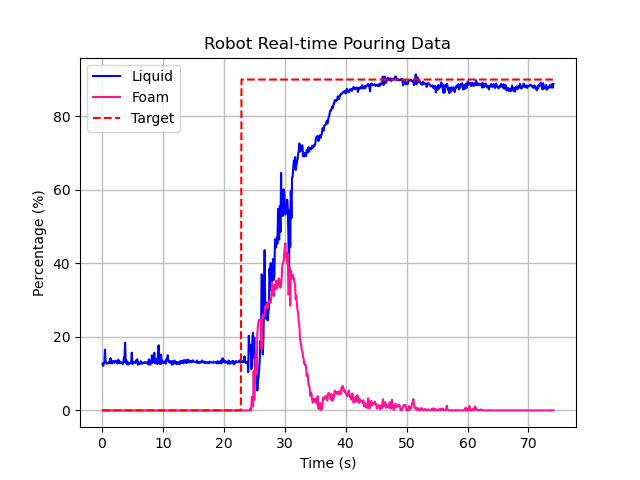 Robot Real-time Pouring Data
Liquid
Foam
Target
Percentage (%)
80
60
40
20
0
0 10 20 30 40 50 60 70
Time (s)